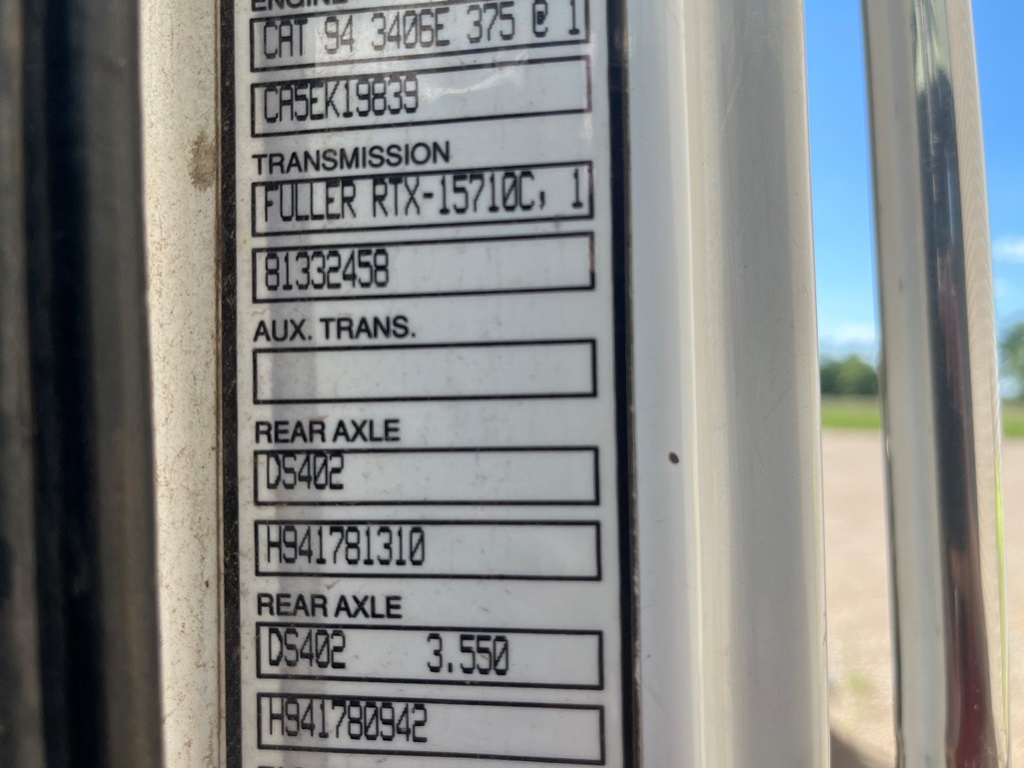 ENGINE
CAT 94 3406E 375 @ 1
CA5EK19839
TRANSMISSION
FULLER RTX-15710C, 1
81332458
AUX. TRANS.
REAR AXLE
DS402
H941781310
REAR AXLE
DS402 3.550
H941780942